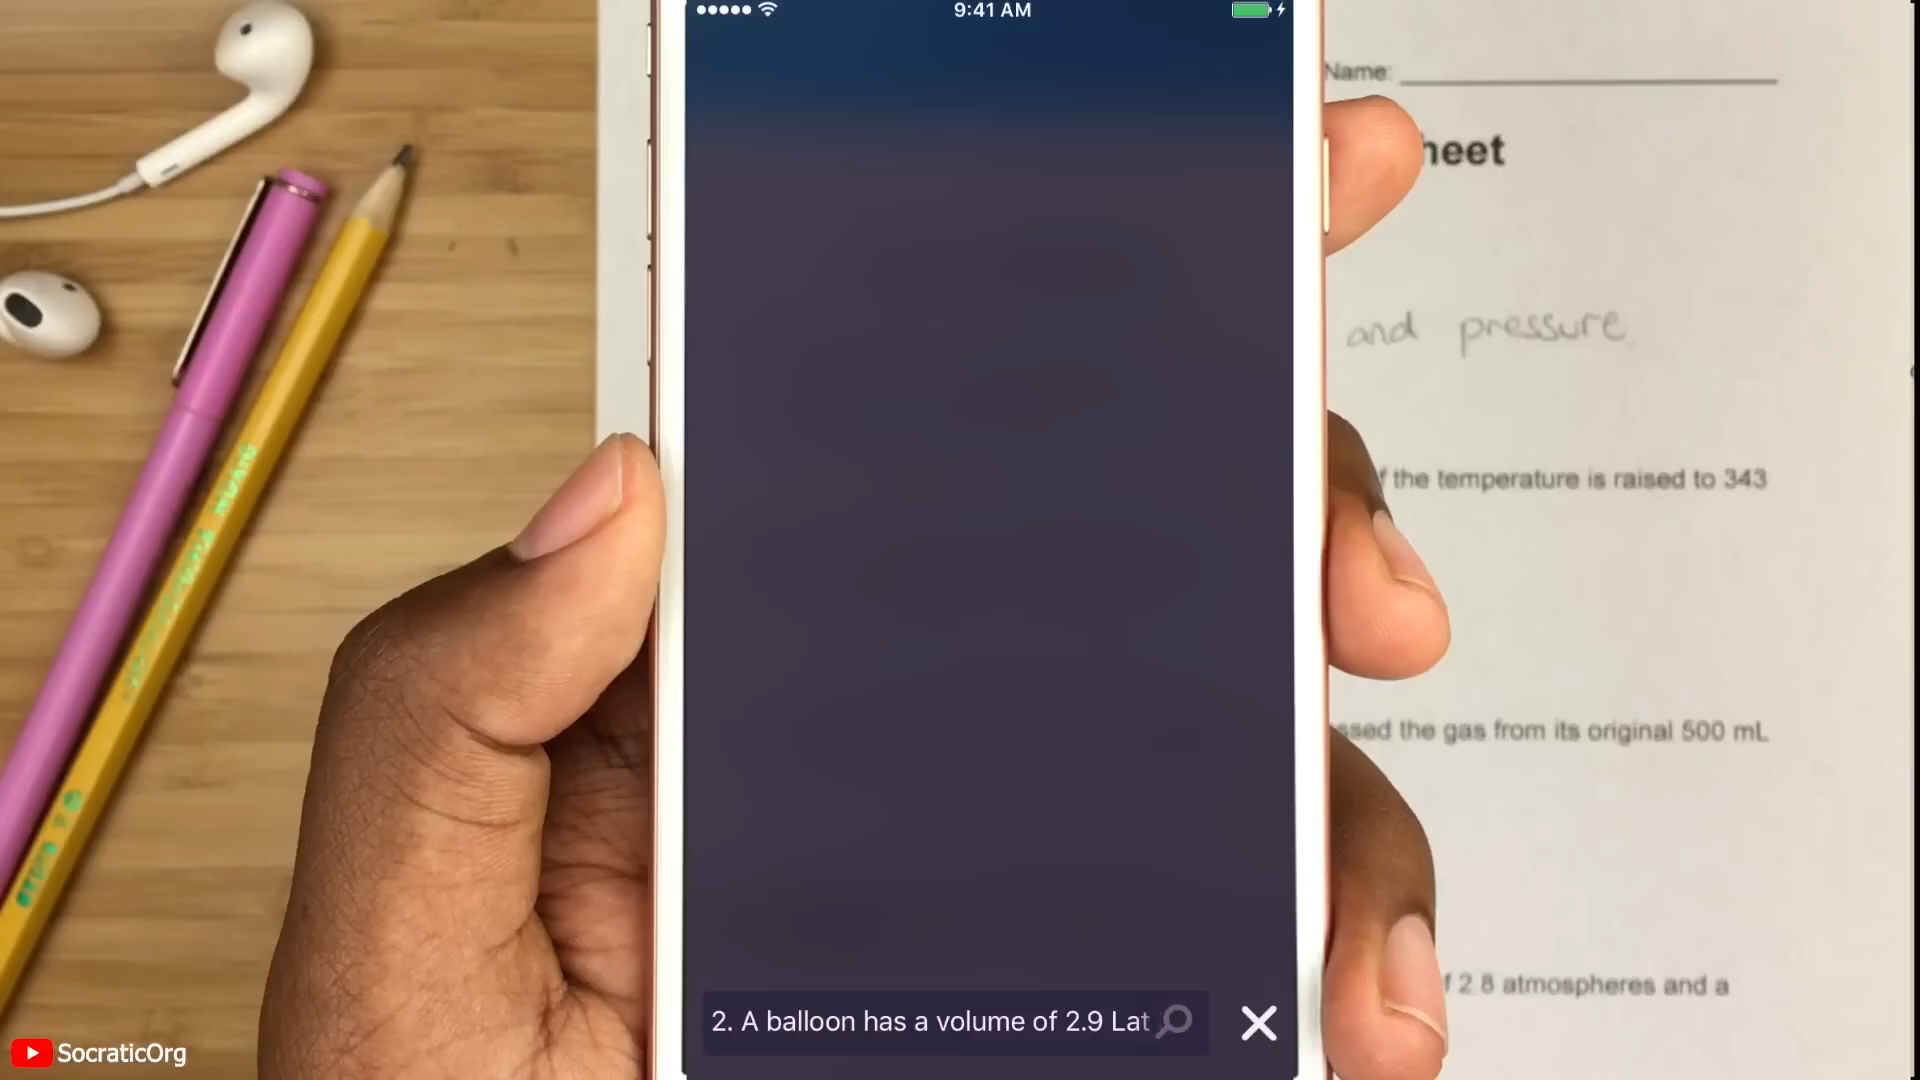 9:41 AM
Name:
heet
and pressure
the temperature is raised to 343
the gas from its original 500 mL
2.8 atmospheres and a
2. A balloon has a volume of 2.9 Lat
SocraticOrg